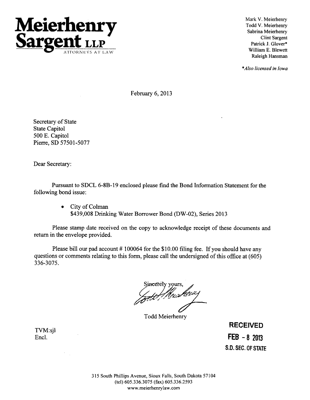 Meierhenry
Sargent LLP
ATTORNEYS AT LAW
Mark V. Meierhenry
Todd V. Meierhenry
Sabrina Meierhenry
Clint Sargent
Patrick J. Glover*
William E. Blewett
Raleigh Hansman
*Also licensed in Iowa
February 6, 2013
Secretary of State
State Capitol
500 E. Capitol
Pierre, SD 57501-5077
Dear Secretary:
Pursuant to SDCL 6-8B-19 enclosed please find the Bond Information Statement for the
following bond issue:
• City of Colman
$439,008 Drinking Water Borrower Bond (DW-02), Series 2013
Please stamp date received on the copy to acknowledge receipt of these documents and
return in the envelope provided.
Please bill our pad account # 100064 for the $10.00 filing fee. If you should have any
questions or comments relating to this form, please call the undersigned of this office at (605)
336-3075.
Sincerely yours,
Todd Meierhenry
Todd Meierhenry
TVM:sjl
Encl.
RECEIVED
FEB - 8 2013
S.D. SEC. OF STATE
315 South Phillips Avenue, Sioux Falls, South Dakota 57104
(tel) 605.336.3075 (fax) 605.336.2593
www.meierhenrylaw.com